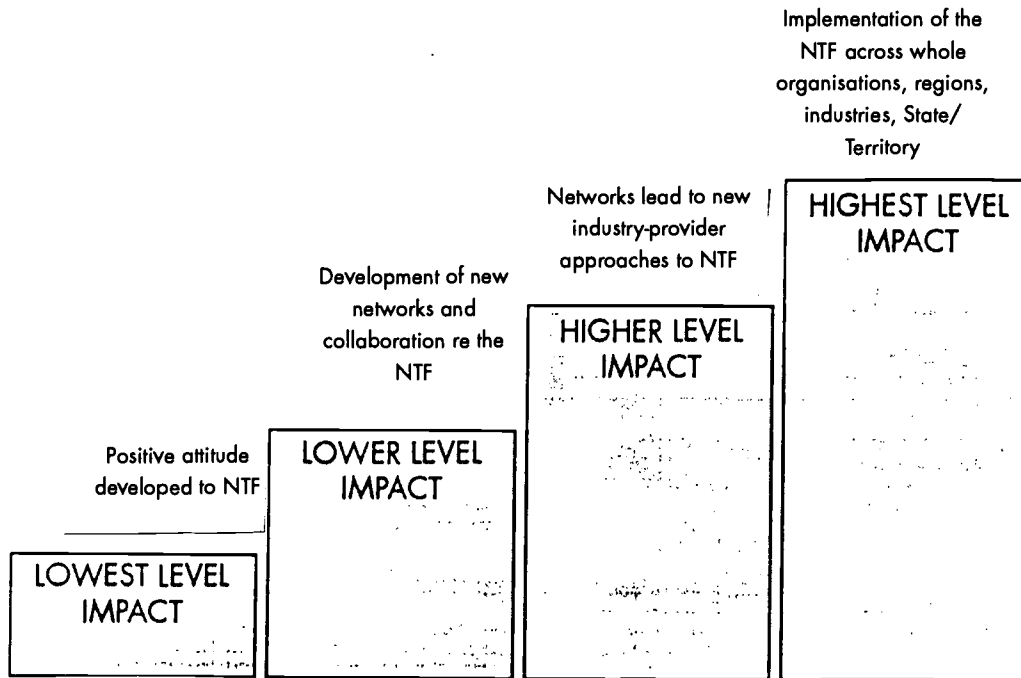 Positive attitude
developed to NTF
LOWEST LEVEL
IMPACT
Development of new
networks and
collaboration re the
NTF
LOWER LEVEL
IMPACT
Networks lead to new
industry-provider
approaches to NTF
HIGHER LEVEL
IMPACT
Implementation of the
NTF across whole
organisations, regions,
industries, State/
Territory
HIGHEST LEVEL
IMPACT